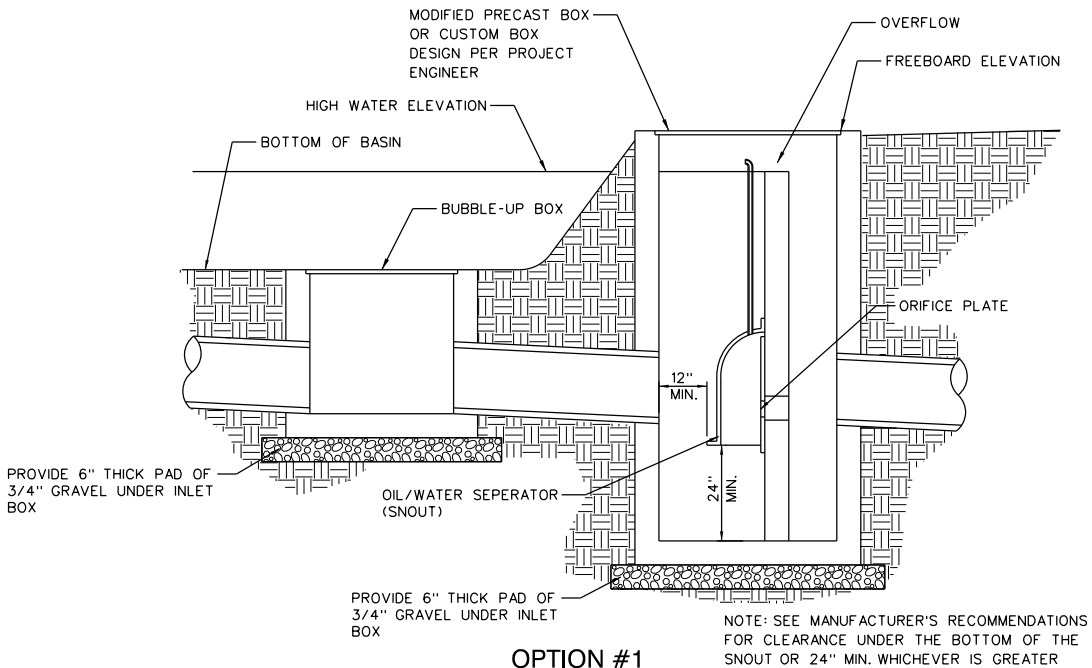 MODIFIED PRECAST BOX
OR CUSTOM BOX
DESIGN PER PROJECT
ENGINEER
OVERFLOW
FREEBOARD ELEVATION
HIGH WATER ELEVATION
BOTTOM OF BASIN
BUBBLE-UP BOX
ORIFICE PLATE
12"
MIN.
PROVIDE 6" THICK PAD OF
3/4" GRAVEL UNDER INLET
BOX
OIL/WATER SEPERATOR
(SNOUT)
24"
MIN.
PROVIDE 6" THICK PAD OF
3/4" GRAVEL UNDER INLET
BOX
NOTE: SEE MANUFACTURER'S RECOMMENDATIONS
FOR CLEARANCE UNDER THE BOTTOM OF THE
SNOUT OR 24" MIN. WHICHEVER IS GREATER
OPTION #1